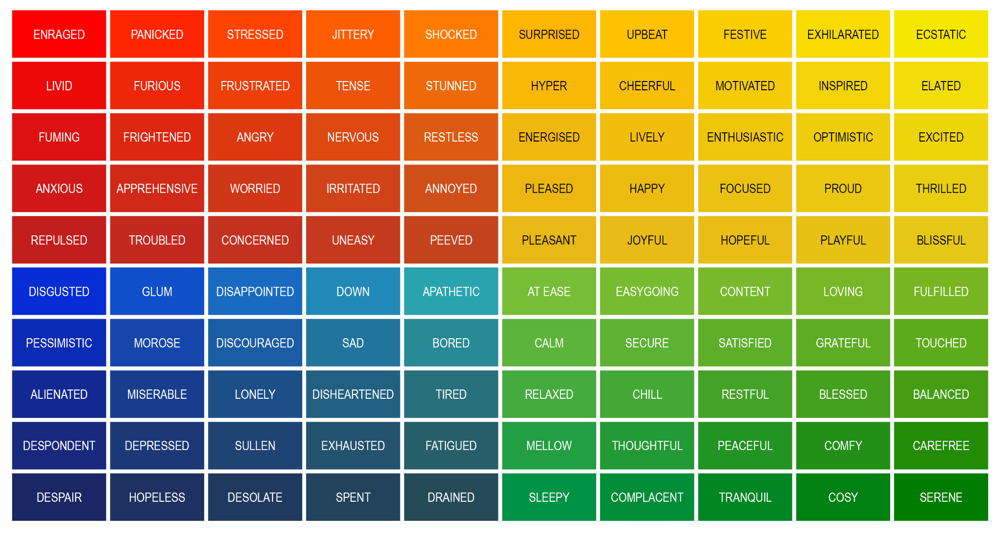 ENRAGED PANICKED STRESSED JITTERY SHOCKED SURPRISED UPBEAT FESTIVE EXHILARATED ECSTATIC
LIVID FURIOUS FRUSTRATED TENSE STUNNED HYPER CHEERFUL MOTIVATED INSPIRED ELATED
FUMING FRIGHTENED ANGRY NERVOUS RESTLESS ENERGISED LIVELY ENTHUSIASTIC OPTIMISTIC EXCITED
ANXIOUS APPREHENSIVE WORRIED IRRITATED ANNOYED PLEASED HAPPY FOCUSED PROUD THRILLED
REPULSED TROUBLED CONCERNED UNEASY PEEVED PLEASANT JOYFUL HOPEFUL PLAYFUL BLISSFUL
DISGUSTED GLUM DISAPPOINTED DOWN APATHETIC AT EASE EASYGOING CONTENT LOVING FULFILLED
PESSIMISTIC MOROSE DISCOURAGED SAD BORED CALM SECURE SATISFIED GRATEFUL TOUCHED
ALIENATED MISERABLE LONELY DISHEARTENED TIRED RELAXED CHILL RESTFUL BLESSED BALANCED
DESPONDENT DEPRESSED SULLEN EXHAUSTED FATIGUED MELLOW THOUGHTFUL PEACEFUL COMFY CAREFREE
DESPAIR HOPELESS DESOLATE SPENT DRAINED SLEEPY COMPLACENT TRANQUIL COSY SERENE